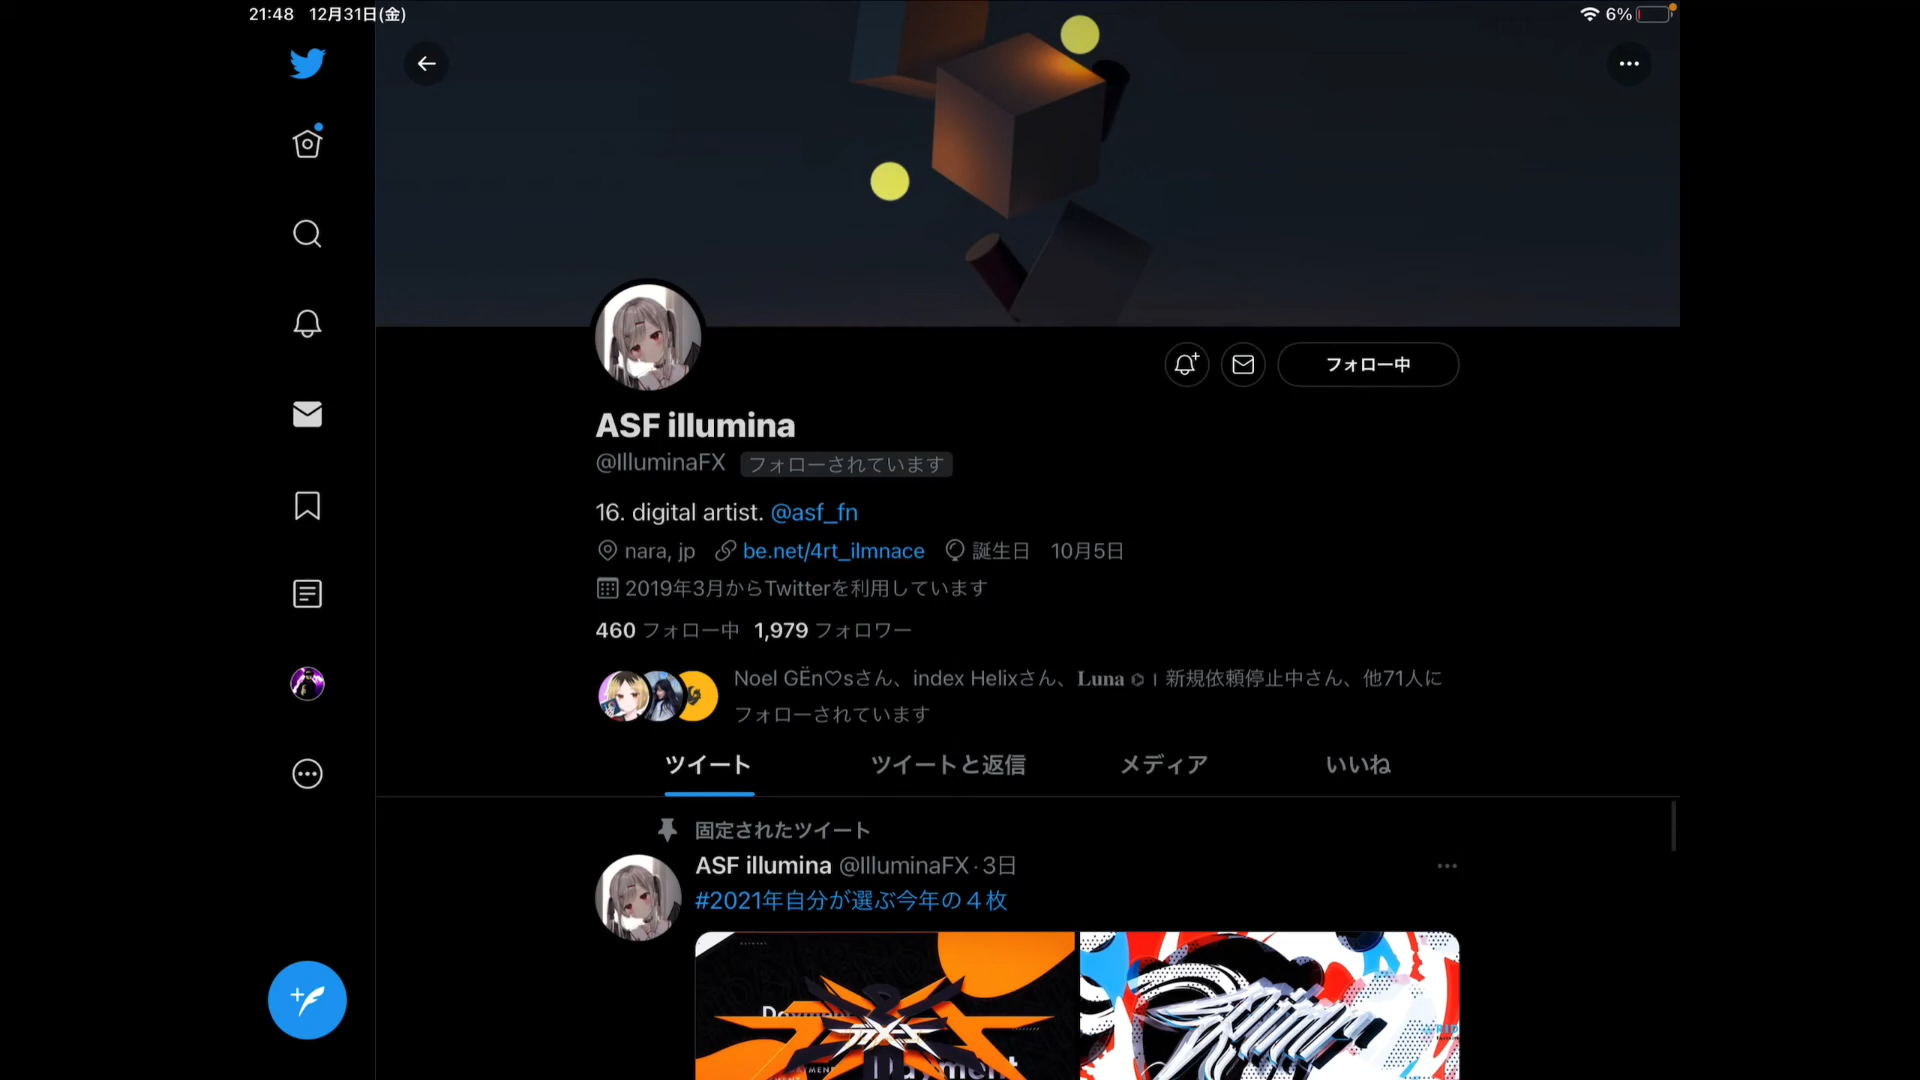 21:48 12月31日(金)
6%
フォロー中
ASF illumina
@IlluminaFX フォローされています
16. digital artist. @asf_fn
nara, jp be.net/4rt_ilmnace 誕生日 10月5日
2019年3月からTwitterを利用しています
460 フォロー中 1,979 フォロワー
Noel GËn♡sさん、index Helixさん、Luna ⌬ | 新規依頼停止中さん、他71人に
フォローされています
ツイート ツイートと返信 メディア いいね
固定されたツイート
ASF illumina @IlluminaFX · 3日
#2021年自分が選ぶ今年の４枚